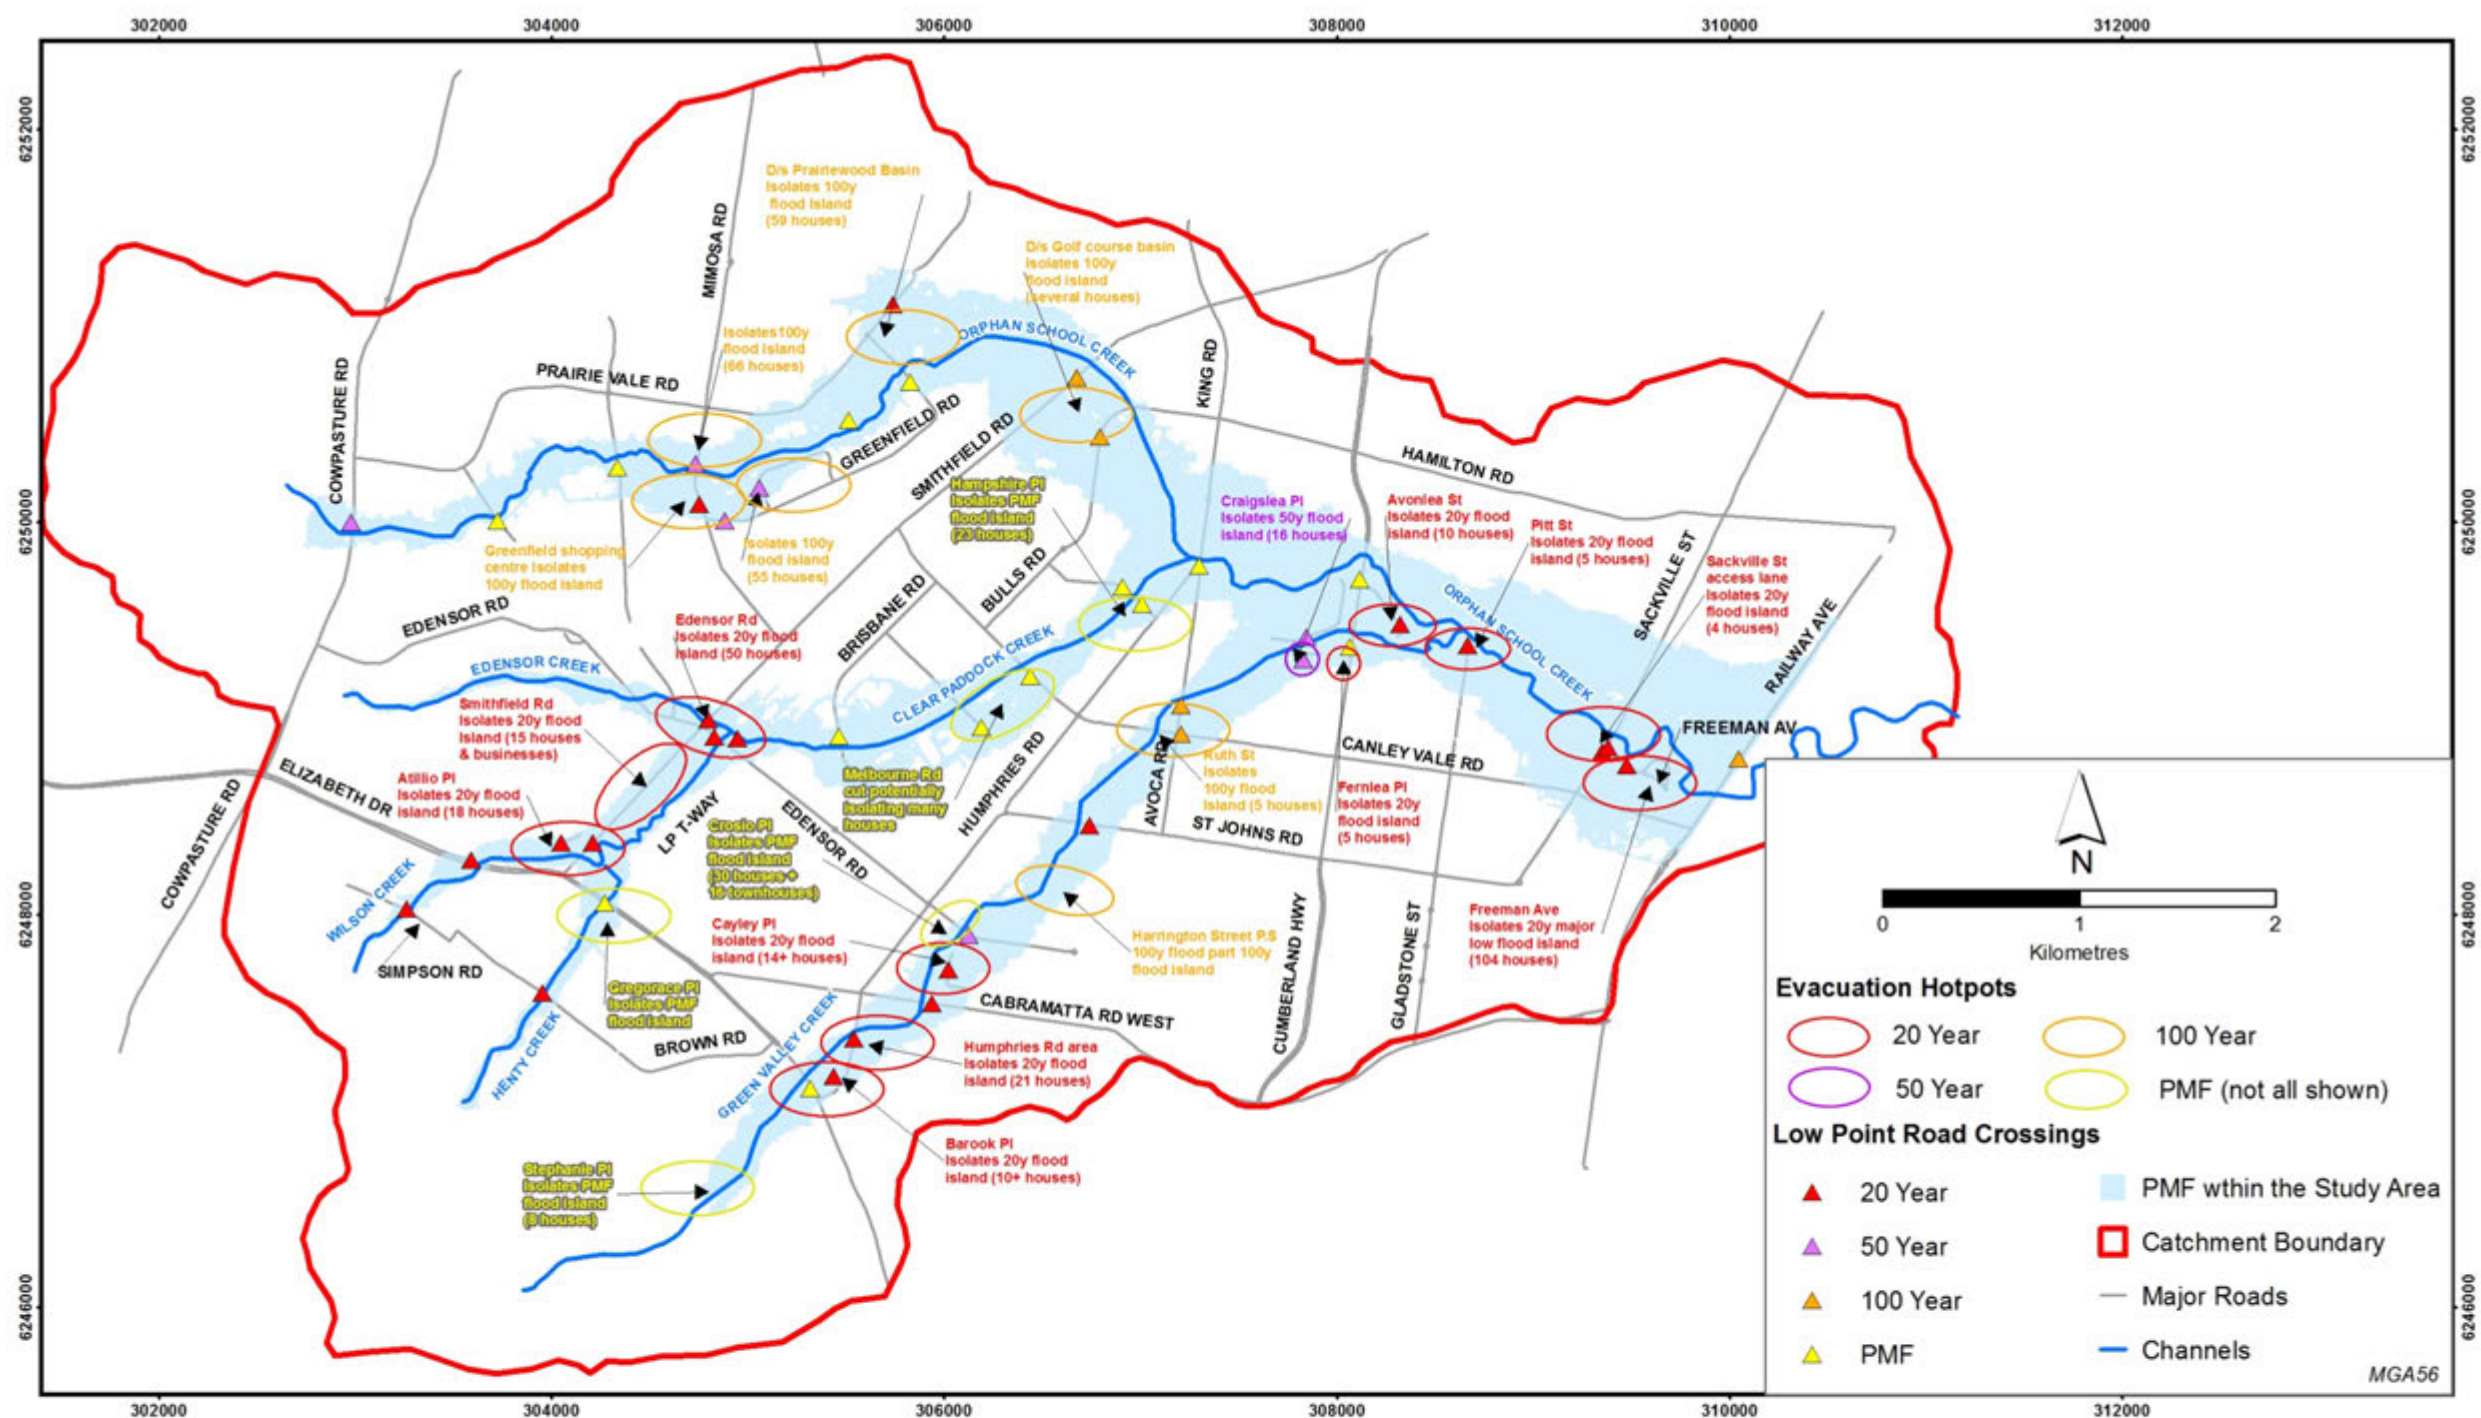 302000
304000
306000
308000
310000
312000
6252000
6252000
D/s Prairiewood Basin
Isolates 100y
flood Island
(59 houses)
MIMOSA RD
D/s Golf course basin
Isolates 100y
flood island
(several houses)
Isolates100y
flood Island
(66 houses)
ORPHAN SCHOOL CREEK
PRAIRIE VALE RD
KING RD
COWPASTURE RD
GREENFIELD RD
SMITHFIELD RD
HAMILTON RD
6250000
6250000
Hampshire Pl
Isolates PMF
flood island
(23 houses)
Craigslea Pl
Isolates 50y flood
island (16 houses)
Avonlea St
Isolates 20y flood
island (10 houses)
Pitt St
Isolates 20y flood
island (5 houses)
Greenfield shopping
centre Isolates
100y flood island
Isolates 100y
flood island
(55 houses)
SACKVILLE ST
Sackville St
access lane
Isolates 20y
flood island
(4 houses)
EDENSOR RD
BRISBANE RD
BULLS RD
Edensor Rd
Isolates 20y flood
Island (50 houses)
ORPHAN SCHOOL CREEK
RAILWAY AVE
EDENSOR CREEK
CLEAR PADDOCK CREEK
Smithfield Rd
Isolates 20y flood
Island (15 houses
& businesses)
FREEMAN AV
CANLEY VALE RD
ELIZABETH DR
Atillio Pl
Isolates 20y flood
island (18 houses)
Melbourne Rd
cut potentially
isolating many
houses
HUMPHRIES RD
AVOCA RD
Ruth St
Isolates
100y flood
Island (5 houses)
Fernlea Pl
Isolates 20y
flood island
(5 houses)
COWPASTURE RD
LP T-WAY
EDENSOR RD
Crosio Pl
Isolates PMF
flood island
(30 houses +
16 townhouses)
ST JOHNS RD
WILSON CREEK
SIMPSON RD
Cayley Pl
Isolates 20y flood
island (14+ houses)
Harrington Street P.S
100y flood part 100y
flood island
CUMBERLAND HWY
GLADSTONE ST
Freeman Ave
Isolates 20y major
low flood island
(104 houses)
6248000
6248000
Gregorace Pl
Isolates PMF
flood island
HENTY CREEK
BROWN RD
GREEN VALLEY CREEK
CABRAMATTA RD WEST
Humphries Rd area
Isolates 20y flood
island (21 houses)
Barook Pl
Isolates 20y flood
island (10+ houses)
Stephanie Pl
Isolates PMF
flood island
(8 houses)
6246000
6246000
N
0
1
2
Kilometres
Evacuation Hotpots
20 Year
100 Year
50 Year
PMF (not all shown)
Low Point Road Crossings
20 Year
PMF wthin the Study Area
50 Year
Catchment Boundary
100 Year
Major Roads
PMF
Channels
MGA56
302000
304000
306000
308000
310000
312000